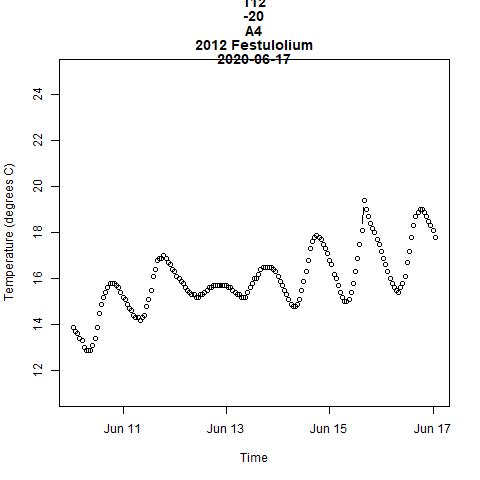 T12
-20
A4
2012 Festulolium
2020-06-17
Temperature (degrees C)
24
22
20
18
16
14
12
Jun 11 Jun 13 Jun 15 Jun 17
Time